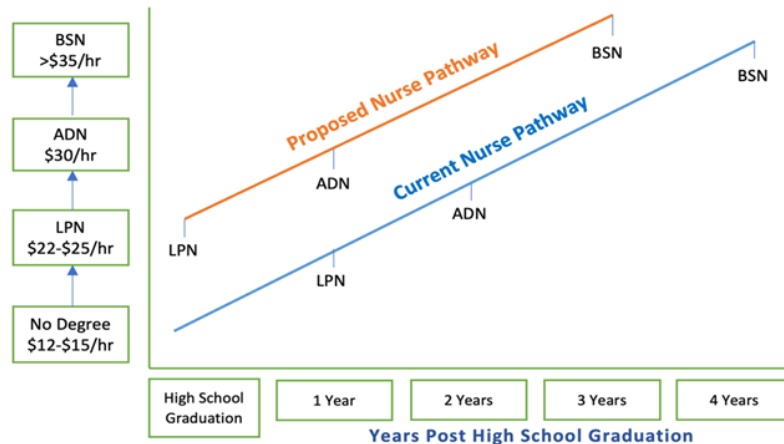 BSN
>$35/hr
ADN
$30/hr
LPN
$22-$25/hr
No Degree
$12-$15/hr
Proposed Nurse Pathway
LPN
ADN
BSN
Current Nurse Pathway
LPN
ADN
BSN
High School
Graduation
1 Year
2 Years
3 Years
4 Years
Years Post High School Graduation